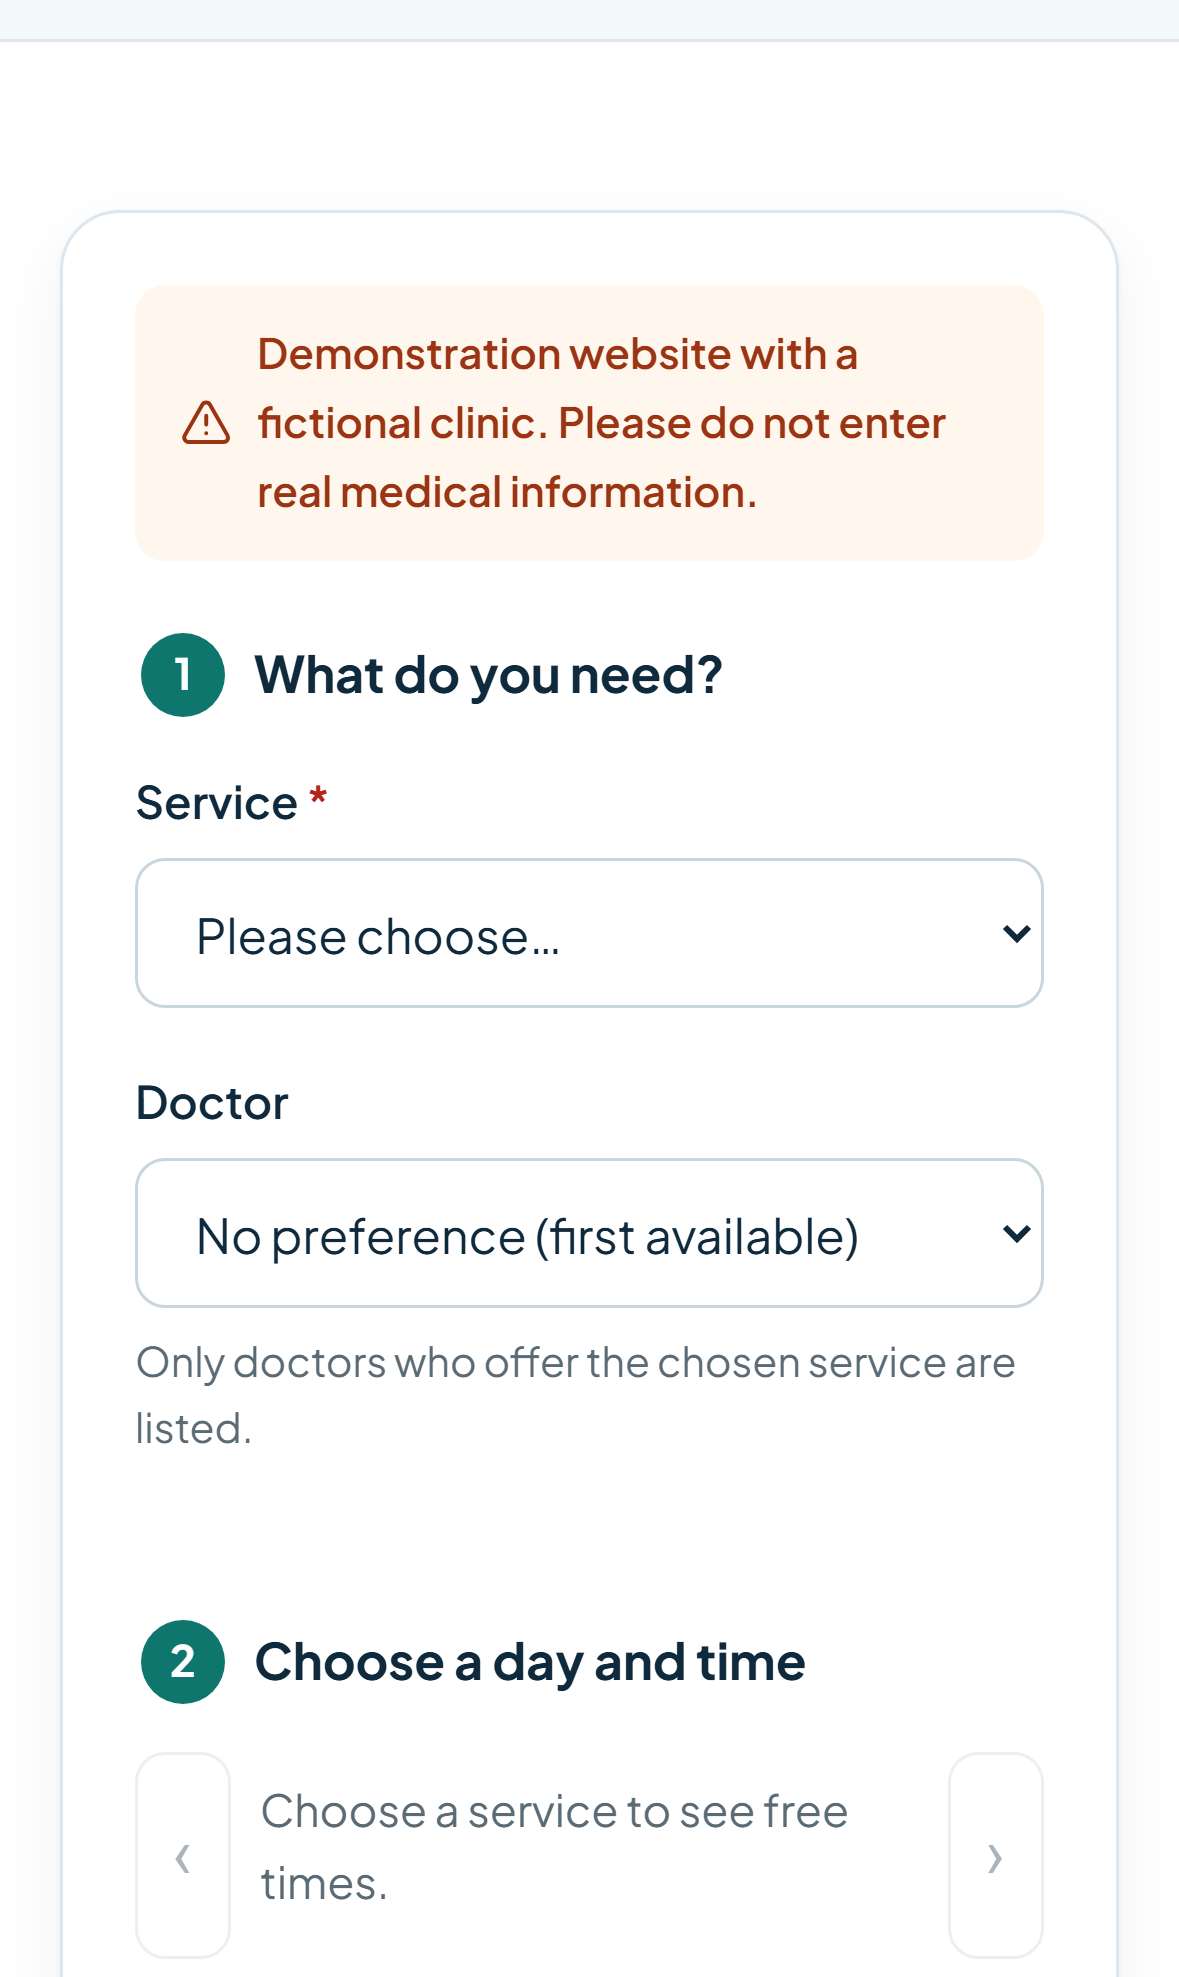 Demonstration website with a
fictional clinic. Please do not enter
real medical information.
1 What do you need?
Service *
Please choose...
Doctor
No preference (first available)
Only doctors who offer the chosen service are
listed.
2 Choose a day and time
‹ Choose a service to see free ›
times.